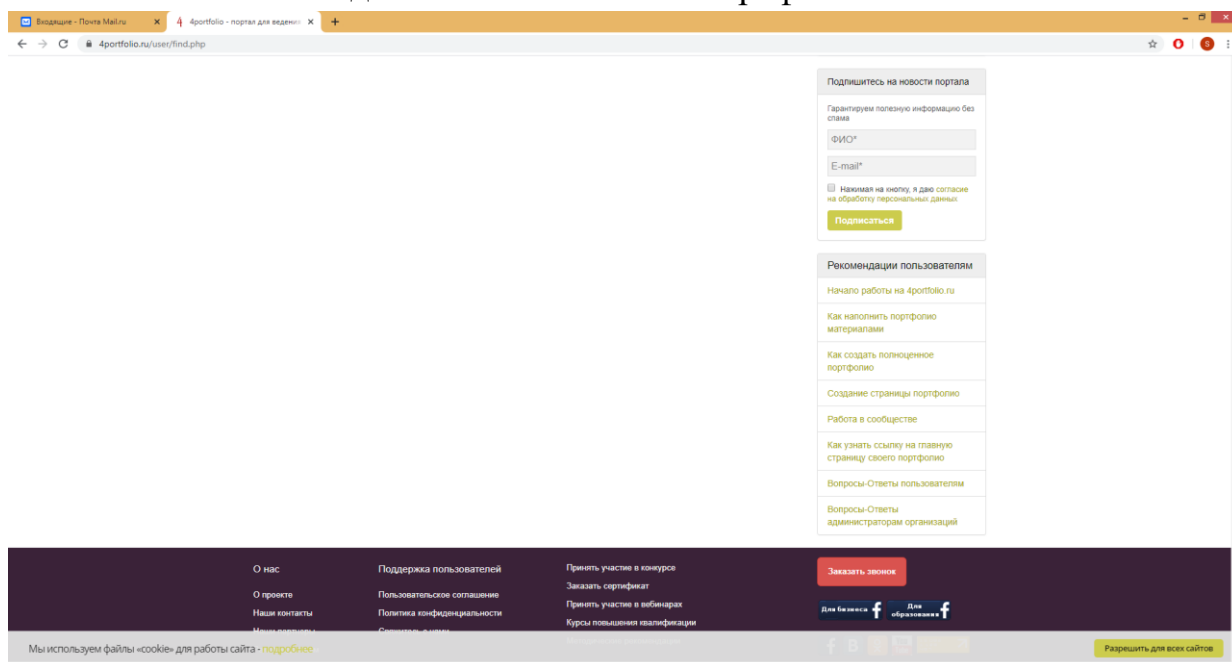 Входящие - Почта Mail.ru
4portfolio - портал для ведени
4portfolio.ru/user/find.php
S
Подпишитесь на новости портала
Гарантируем полезную информацию без
спама
ФИО*
E-mail*
Нажимая на кнопку, я даю согласие
на обработку персональных данных
Подписаться
Рекомендации пользователям
Начало работы на 4portfolio.ru
Как наполнить портфолио
материалами
Как создать полноценное
портфолио
Создание страницы портфолио
Работа в сообществе
Как узнать ссылку на главную
страницу своего портфолио
Вопросы-Ответы пользователям
Вопросы-Ответы
администраторам организаций
О нас
О проекте
Наши контакты
Наши партнеры
Поддержка пользователей
Пользовательское соглашение
Политика конфиденциальности
Принять участие в конкурсе
Заказать сертификат
Принять участие в вебинарах
Курсы повышения квалификации
Заказать звонок
Для бизнеса
Для
образования
Мы используем файлы «cookie» для работы сайта - подробнее
Разрешить для всех сайтов